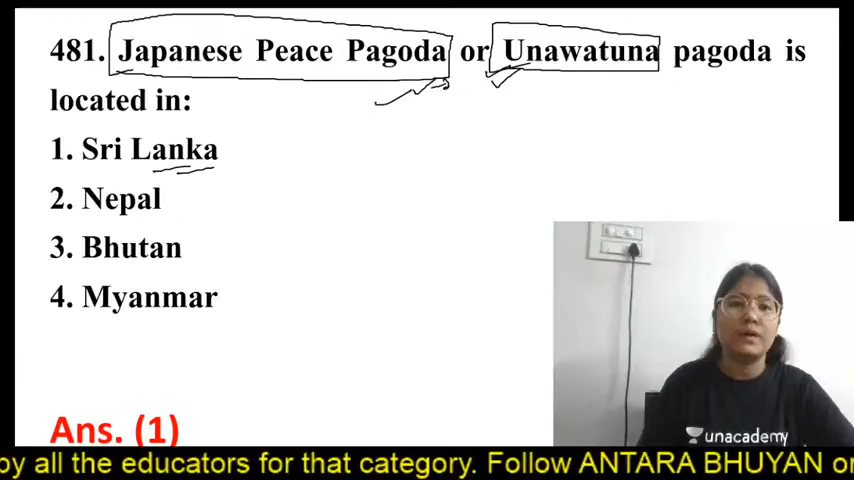 481. Japanese Peace Pagoda or Unawatuna pagoda is
located in:
1. Sri Lanka
2. Nepal
3. Bhutan
4. Myanmar
Ans. (1)
unacademy
by all the educators for that category. Follow ANTARA BHUYAN on